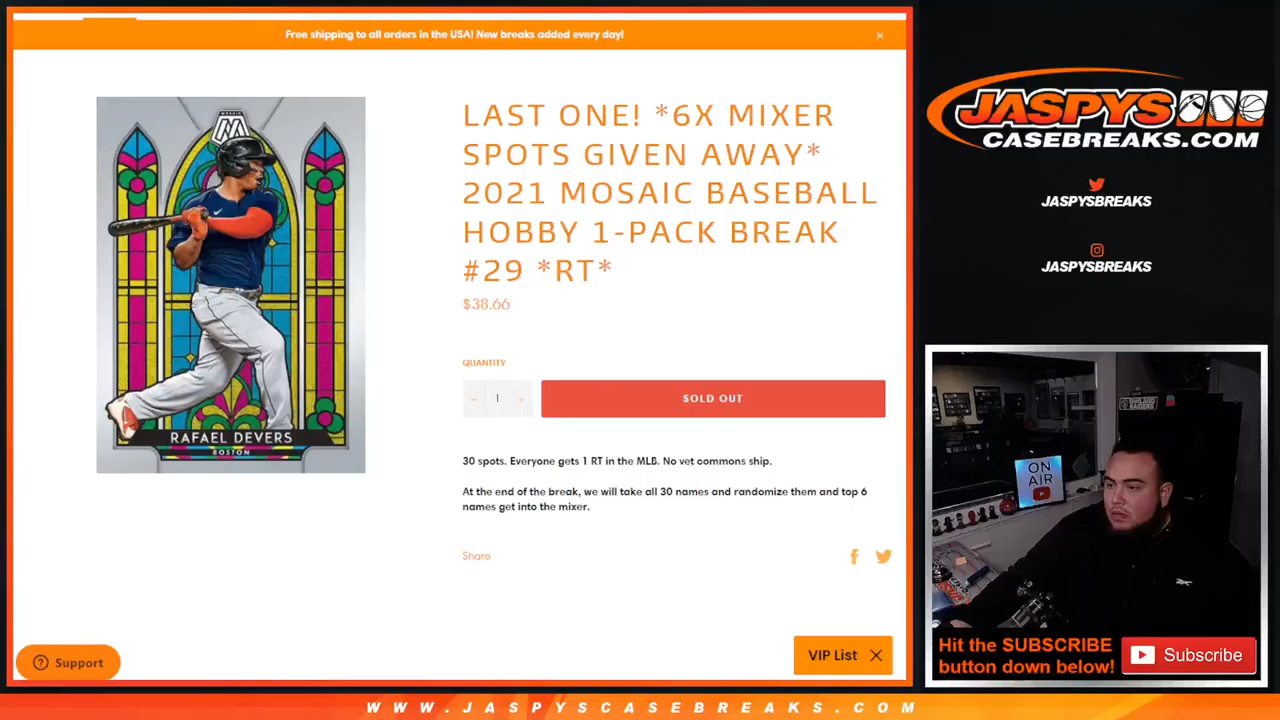 Free shipping to all orders in the USA! New breaks added every day!
×
LAST ONE! *6X MIXER
SPOTS GIVEN AWAY*
2021 MOSAIC BASEBALL
HOBBY 1-PACK BREAK
#29 *RT*
$38.66
QUANTITY
− 1 +
SOLD OUT
30 spots. Everyone gets 1 RT in the MLB. No vet commons ship.
At the end of the break, we will take all 30 names and randomize them and top 6
names get into the mixer.
Share
MOSAIC
RAFAEL DEVERS
BOSTON
Support
VIP List ×
JASPYS
CASEBREAKS.COM
JASPYSBREAKS
JASPYSBREAKS
OAKLAND
RAIDERS
ON
AIR
Hit the SUBSCRIBE
button down below!
Subscribe
WWW.JASPYSCASEBREAKS.COM